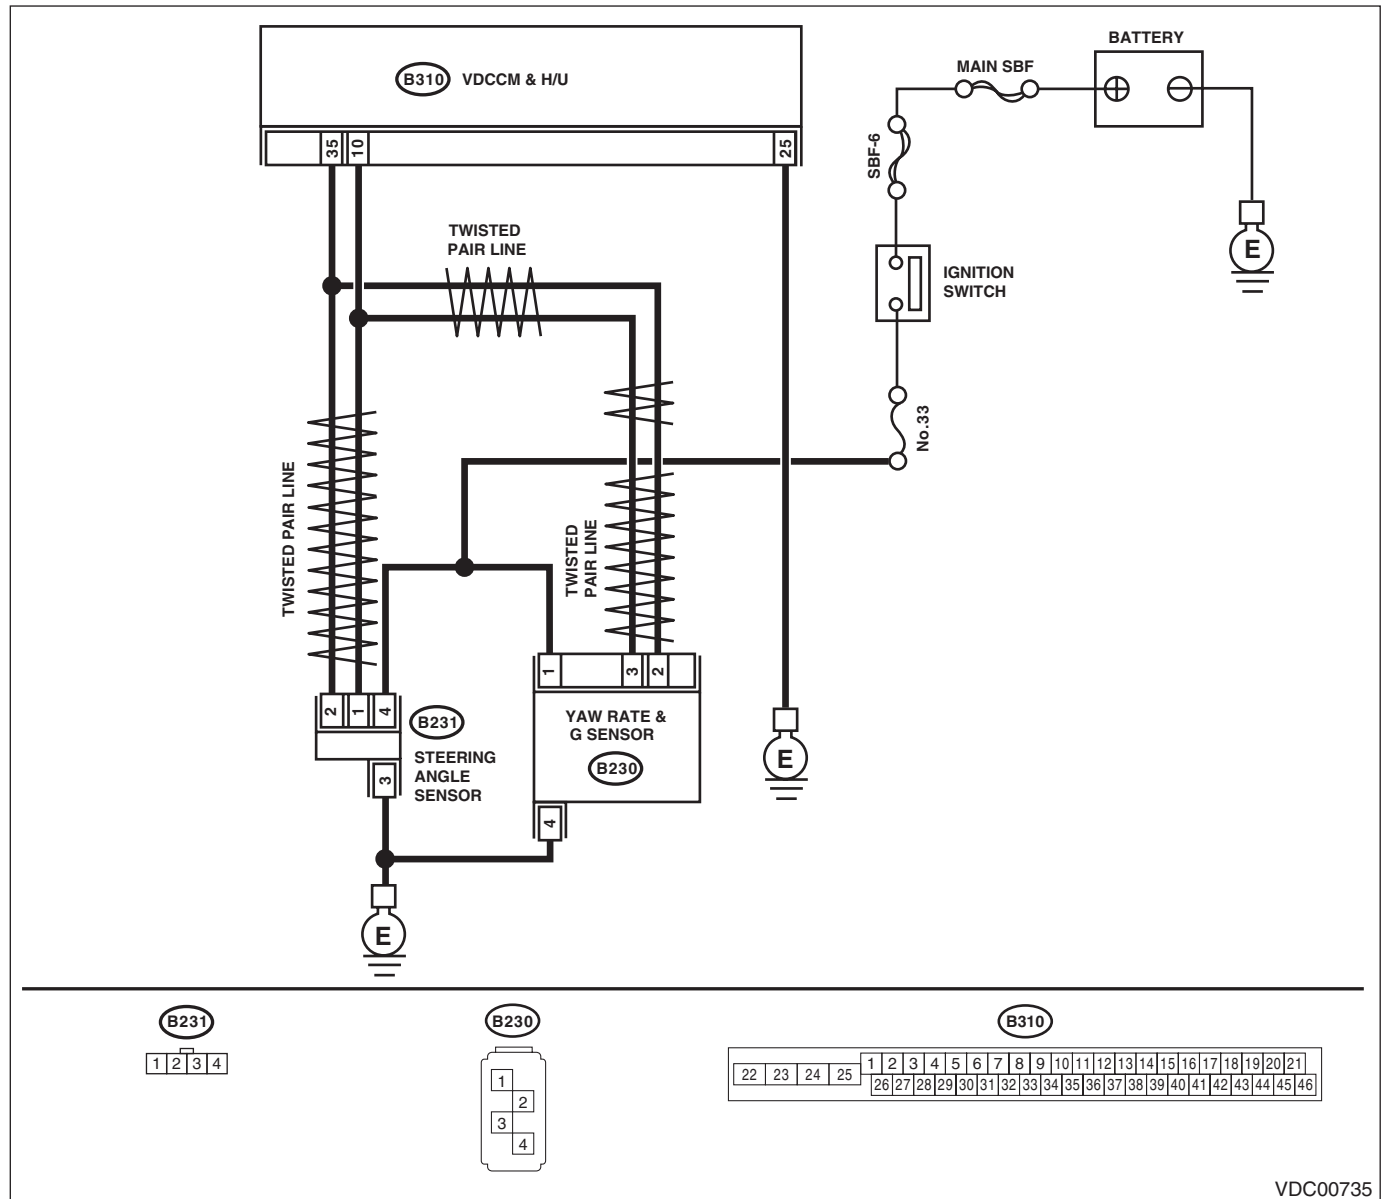 BATTERY
MAIN SBF
B310 VDCCM & H/U
35 10 25
SBF-6
E
TWISTED
PAIR LINE
IGNITION
SWITCH
No.33
TWISTED PAIR LINE
TWISTED
PAIR LINE
1 3 2
2 1 4
B231
YAW RATE &
G SENSOR
B230
STEERING
ANGLE
SENSOR
3
4
E
E
B231
1 2 3 4
B230
1
2
3
4
B310
1 2 3 4 5 6 7 8 9 10 11 12 13 14 15 16 17 18 19 20 21
22 23 24 25
26 27 28 29 30 31 32 33 34 35 36 37 38 39 40 41 42 43 44 45 46
VDC00735